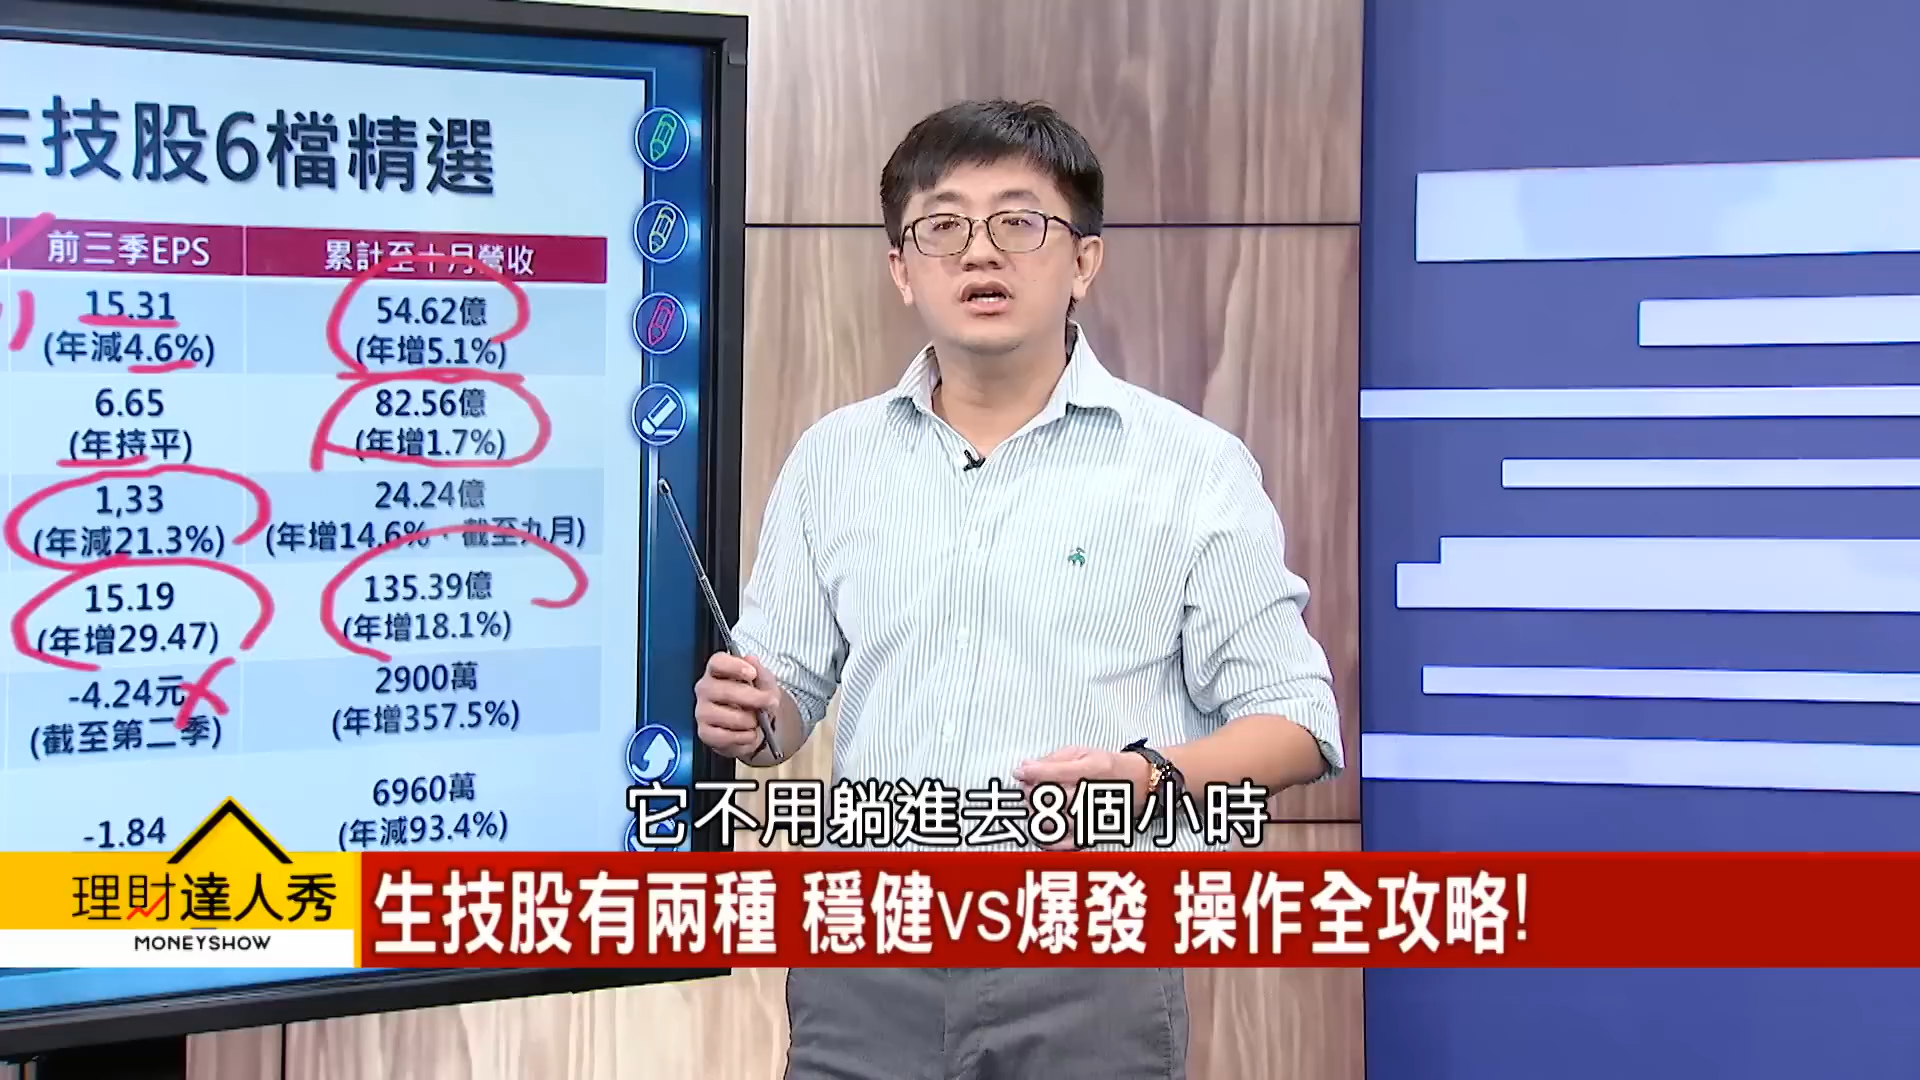 生技股6檔精選
前三季EPS 累計至十月營收
15.31 54.62億
(年減4.6%) (年增5.1%)
6.65 82.56億
(年持平) (年增1.7%)
1,33 24.24億
(年減21.3%) (年增14.6%，截至九月)
15.19 135.39億
(年增29.47) (年增18.1%)
-4.24元 2900萬
(截至第二季) (年增357.5%)
-1.84 6960萬
(年減93.4%)
它不用躺進去8個小時
理財達人秀
MONEYSHOW
生技股有兩種 穩健vs爆發 操作全攻略!